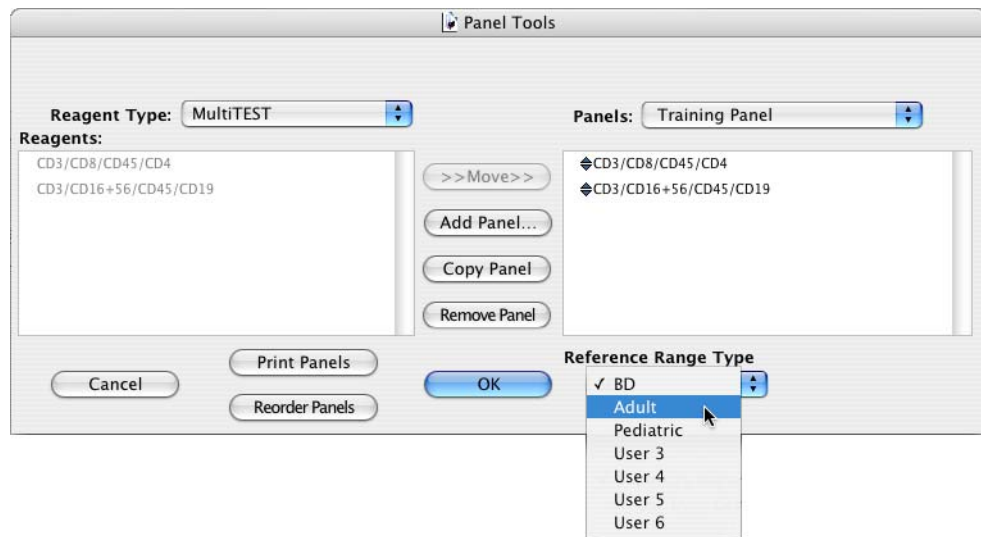 Panel Tools
Reagent Type: MultiTEST
Panels: Training Panel
Reagents:
CD3/CD8/CD45/CD4
CD3/CD16+56/CD45/CD19
>>Move>>
Add Panel...
Copy Panel
Remove Panel
CD3/CD8/CD45/CD4
CD3/CD16+56/CD45/CD19
Print Panels
Cancel
Reorder Panels
OK
Reference Range Type
✓ BD
Adult
Pediatric
User 3
User 4
User 5
User 6